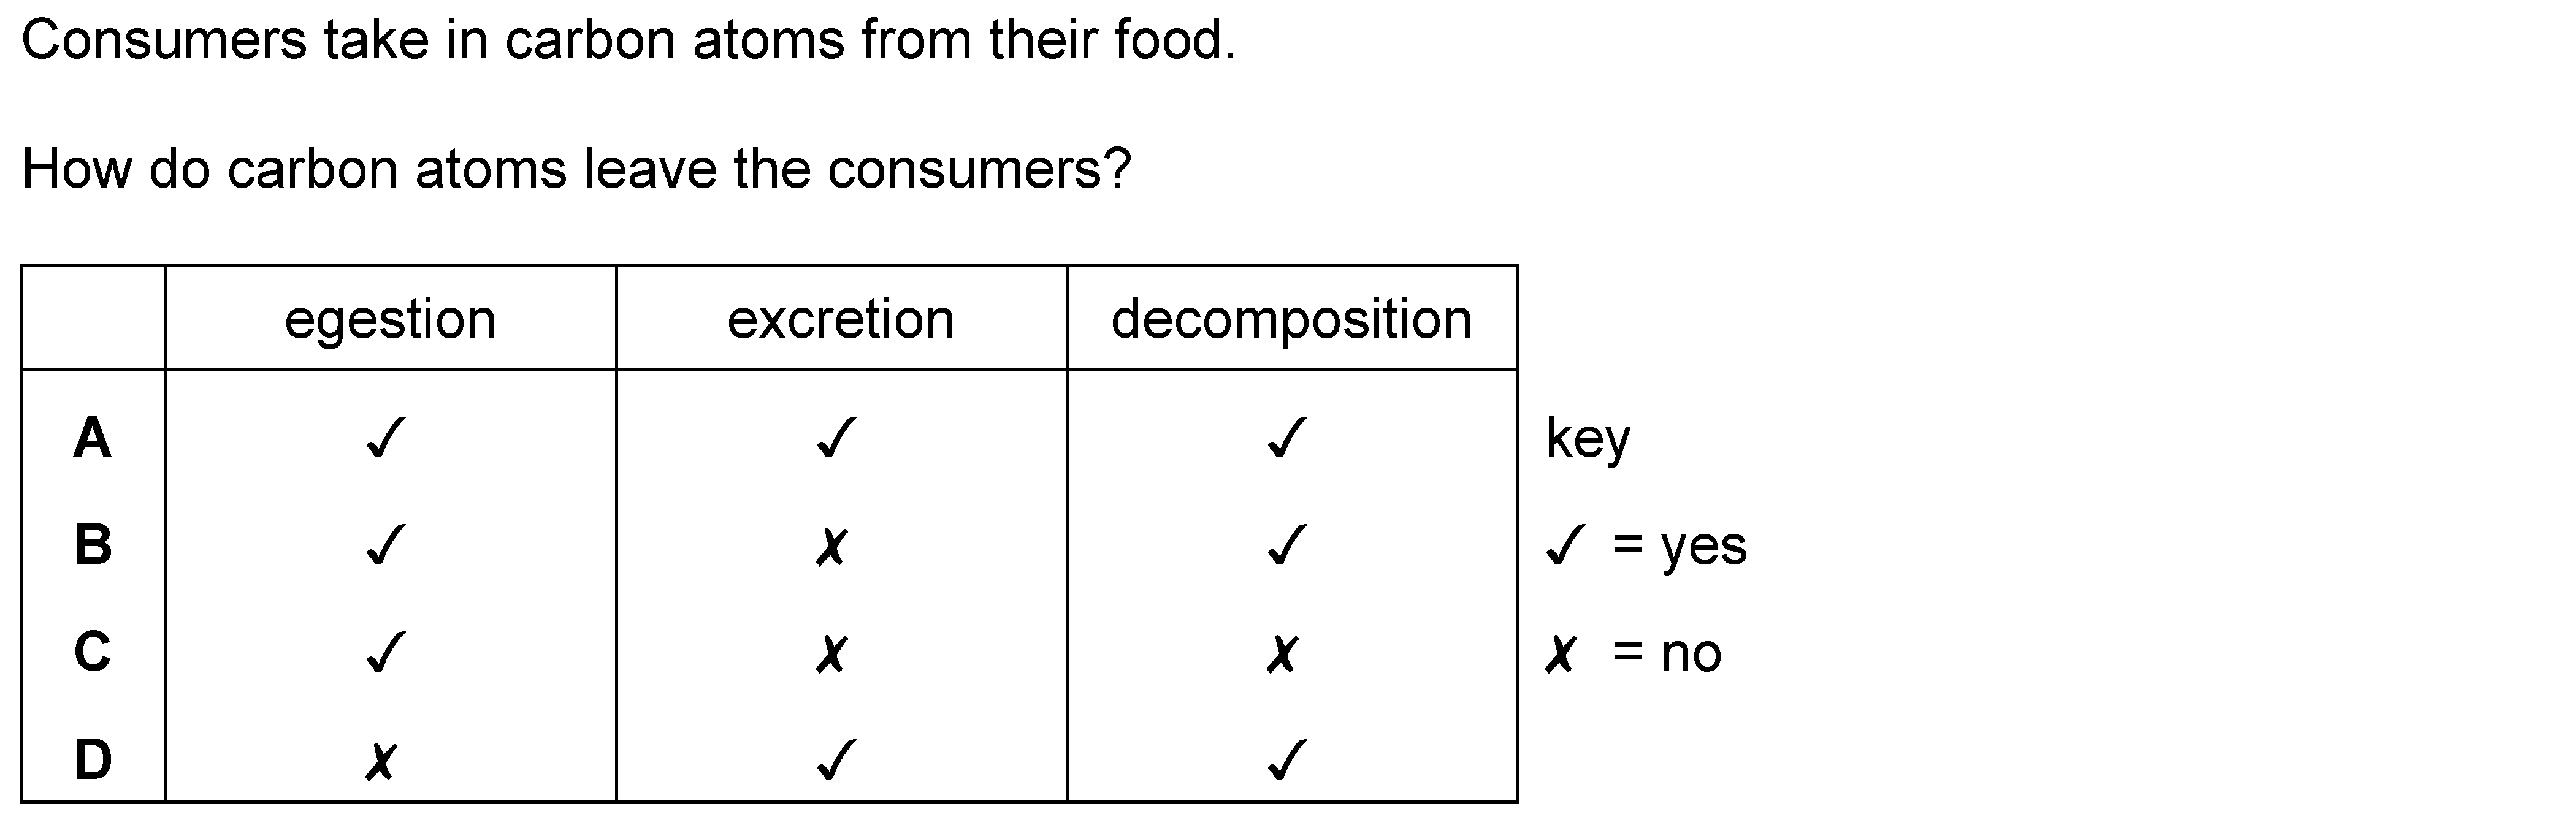 Consumers take in carbon atoms from their food.
How do carbon atoms leave the consumers?
egestion excretion decomposition
A ✓ ✓ ✓ key
B ✓ ✗ ✓ ✓ = yes
C ✓ ✗ ✗ ✗ = no
D ✗ ✓ ✓